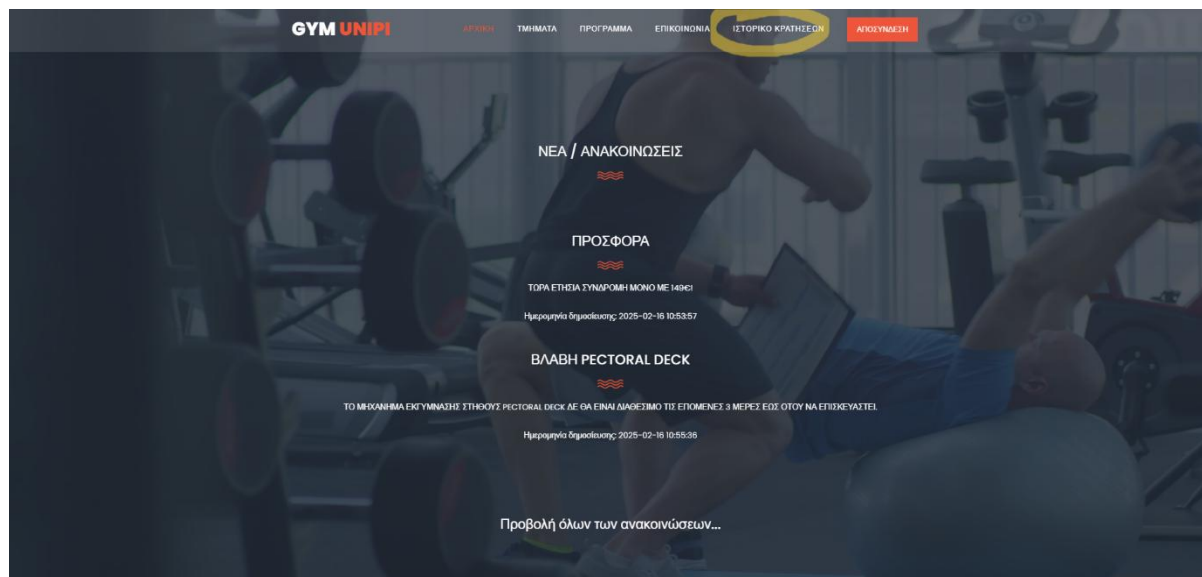 GYM UNIPI
ΑΡΧΙΚΗ ΤΜΗΜΑΤΑ ΠΡΟΓΡΑΜΜΑ ΕΠΙΚΟΙΝΩΝΙΑ ΙΣΤΟΡΙΚΟ ΚΡΑΤΗΣΕΩΝ ΑΠΟΣΥΝΔΕΣΗ
ΝΕΑ / ΑΝΑΚΟΙΝΩΣΕΙΣ
ΠΡΟΣΦΟΡΑ
ΤΩΡΑ ΕΤΗΣΙΑ ΣΥΝΔΡΟΜΗ ΜΟΝΟ ΜΕ 149€!
Ημερομηνία δημοσίευσης: 2025-02-16 10:53:57
ΒΛΑΒΗ PECTORAL DECK
ΤΟ ΜΗΧΑΝΗΜΑ ΕΚΓΥΜΝΑΣΗΣ ΣΤΗΘΟΥΣ PECTORAL DECK ΔΕ ΘΑ ΕΙΝΑΙ ΔΙΑΘΕΣΙΜΟ ΤΙΣ ΕΠΟΜΕΝΕΣ 3 ΜΕΡΕΣ ΕΩΣ ΟΤΟΥ ΝΑ ΕΠΙΣΚΕΥΑΣΤΕΙ.
Ημερομηνία δημοσίευσης: 2025-02-16 10:55:36
Προβολή όλων των ανακοινώσεων...